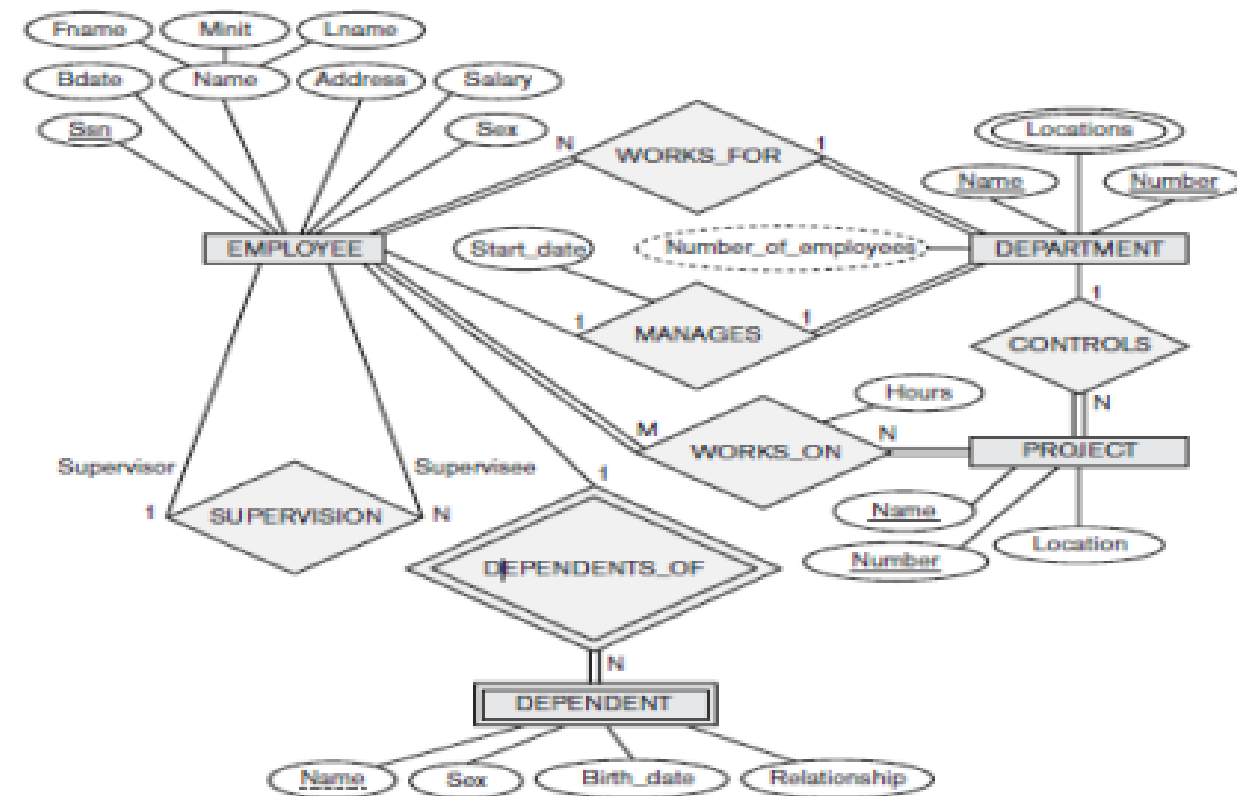 Fname Minit Lname
Bdate Name Address Salary
Ssn Sex
N WORKS_FOR 1
Locations
Name Number
EMPLOYEE Start_date Number_of_employees DEPARTMENT
1 MANAGES 1
1
CONTROLS
N
Hours
M WORKS_ON N PROJECT
Supervisor Supervisee
1 SUPERVISION N
1
Name
Number Location
DEPENDENTS_OF
N
DEPENDENT
Name Sex Birth_date Relationship